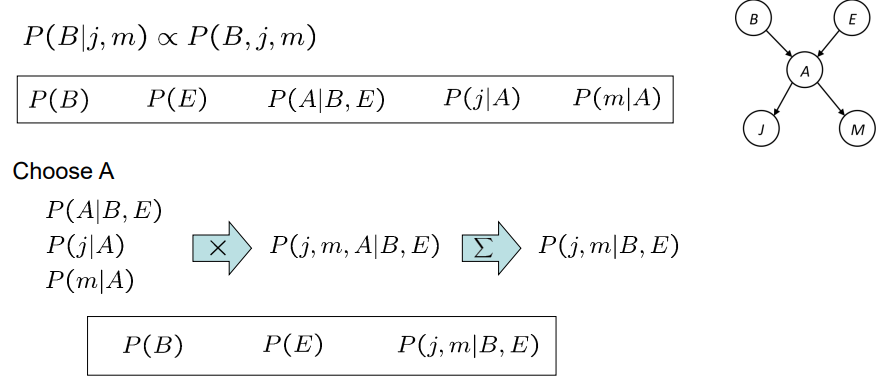 P(B|j, m) ∝ P(B, j, m)
B E
A
J M
P(B) P(E) P(A|B, E) P(j|A) P(m|A)
Choose A
P(A|B, E)
P(j|A) × P(j, m, A|B, E) Σ P(j, m|B, E)
P(m|A)
P(B) P(E) P(j, m|B, E)